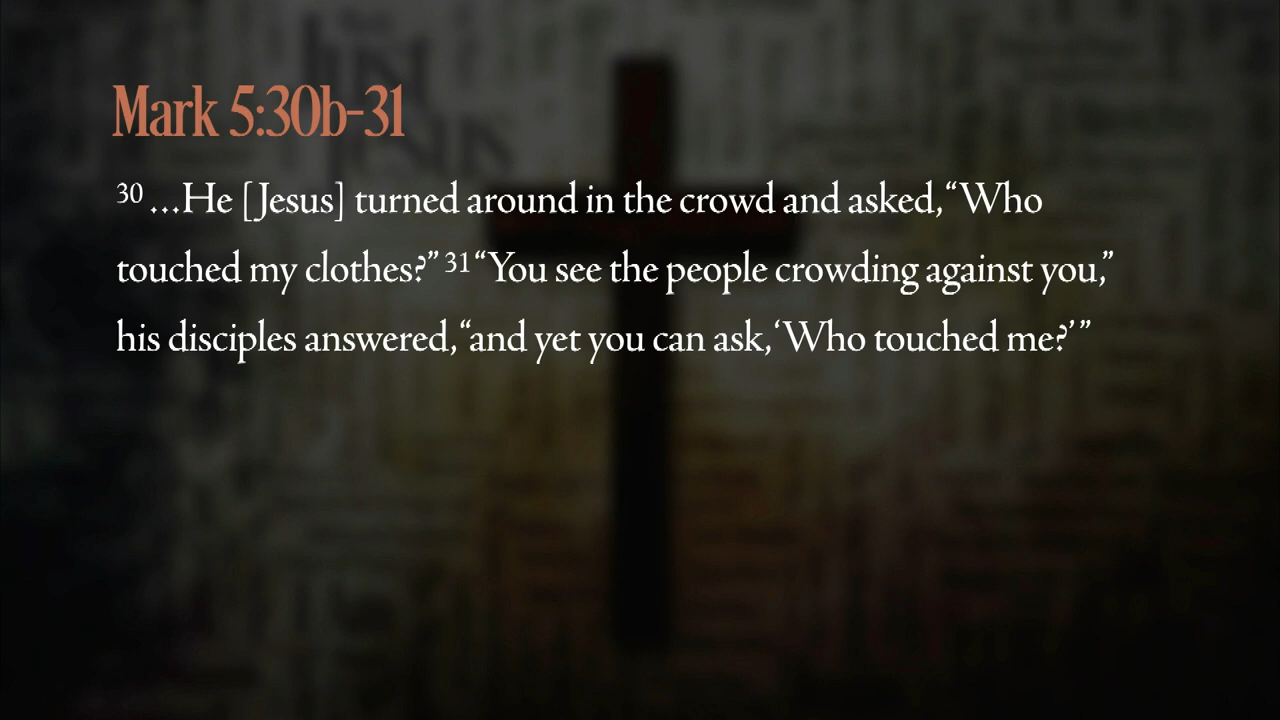 Mark 5:30b-31
30 ...He [Jesus] turned around in the crowd and asked, “Who
touched my clothes?” 31 “You see the people crowding against you,”
his disciples answered, “and yet you can ask, ‘Who touched me?’ ”